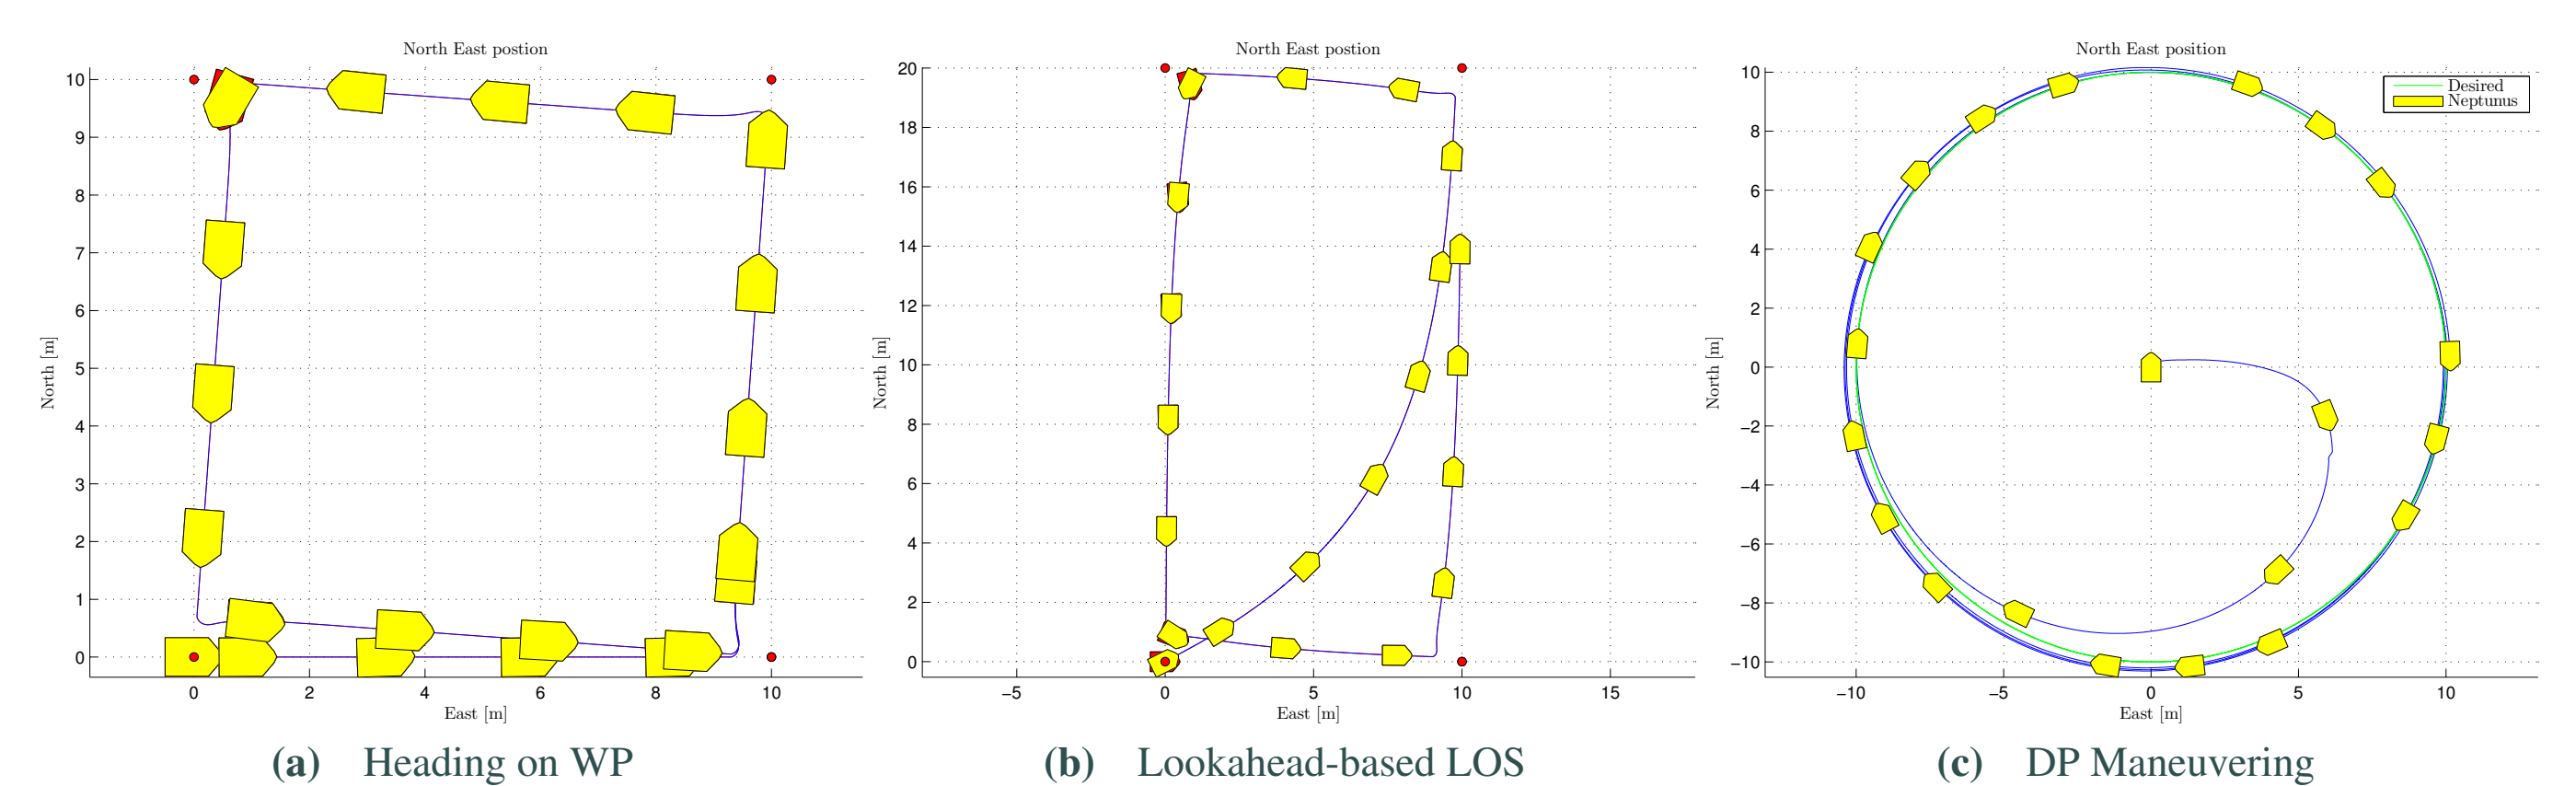 North East postion
10
9
8
7
6
5
4
3
2
1
0
0 2 4 6 8 10
North [m]
East [m]
(a) Heading on WP
North East postion
20
18
16
14
12
10
8
6
4
2
0
−5 0 5 10 15
North [m]
East [m]
(b) Lookahead-based LOS
North East position
10
8
6
4
2
0
−2
−4
−6
−8
−10
−10 −5 0 5 10
North [m]
East [m]
Desired
Neptunus
(c) DP Maneuvering